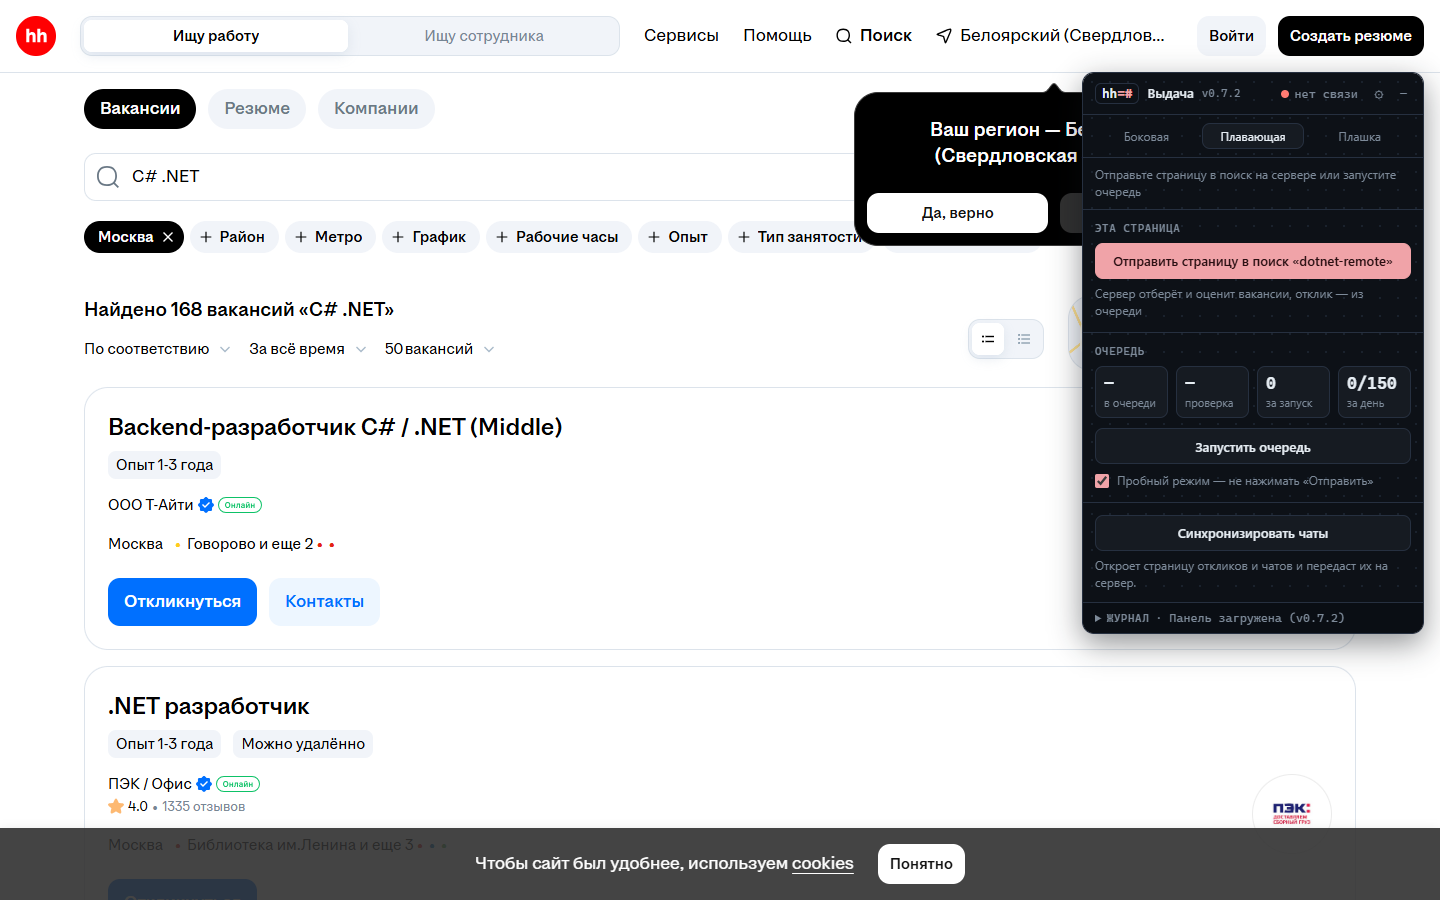 hh
Ищу работу
Ищу сотрудника
Сервисы
Помощь
Поиск
Белоярский (Свердлов...
Войти
Создать резюме
Вакансии
Резюме
Компании
C# .NET
Москва
Район
Метро
График
Рабочие часы
Опыт
Тип занятости
Ваш регион — Бе
(Свердловская
Да, верно
Найдено 168 вакансий «C# .NET»
По соответствию
За всё время
50 вакансий
Backend-разработчик C# / .NET (Middle)
Опыт 1-3 года
ООО Т-Айти
Онлайн
Москва
Говорово и еще 2
Откликнуться
Контакты
.NET разработчик
Опыт 1-3 года
Можно удалённо
ПЭК / Офис
Онлайн
4.0 • 1335 отзывов
ПЭК:
ДОСТАВЛЯЕМ
СБОРНЫЙ ГРУЗ
Москва
Библиотека им.Ленина и еще 3
Чтобы сайт был удобнее, используем cookies
Понятно
hh=#
Выдача v0.7.2
нет связи
Боковая
Плавающая
Плашка
Отправьте страницу в поиск на сервере или запустите
очередь
ЭТА СТРАНИЦА
Отправить страницу в поиск «dotnet-remote»
Сервер отберёт и оценит вакансии, отклик — из
очереди
ОЧЕРЕДЬ
—
в очереди
—
проверка
0
за запуск
0/150
за день
Запустить очередь
Пробный режим — не нажимать «Отправить»
Синхронизировать чаты
Откроет страницу откликов и чатов и передаст их на
сервер.
ЖУРНАЛ · Панель загружена (v0.7.2)